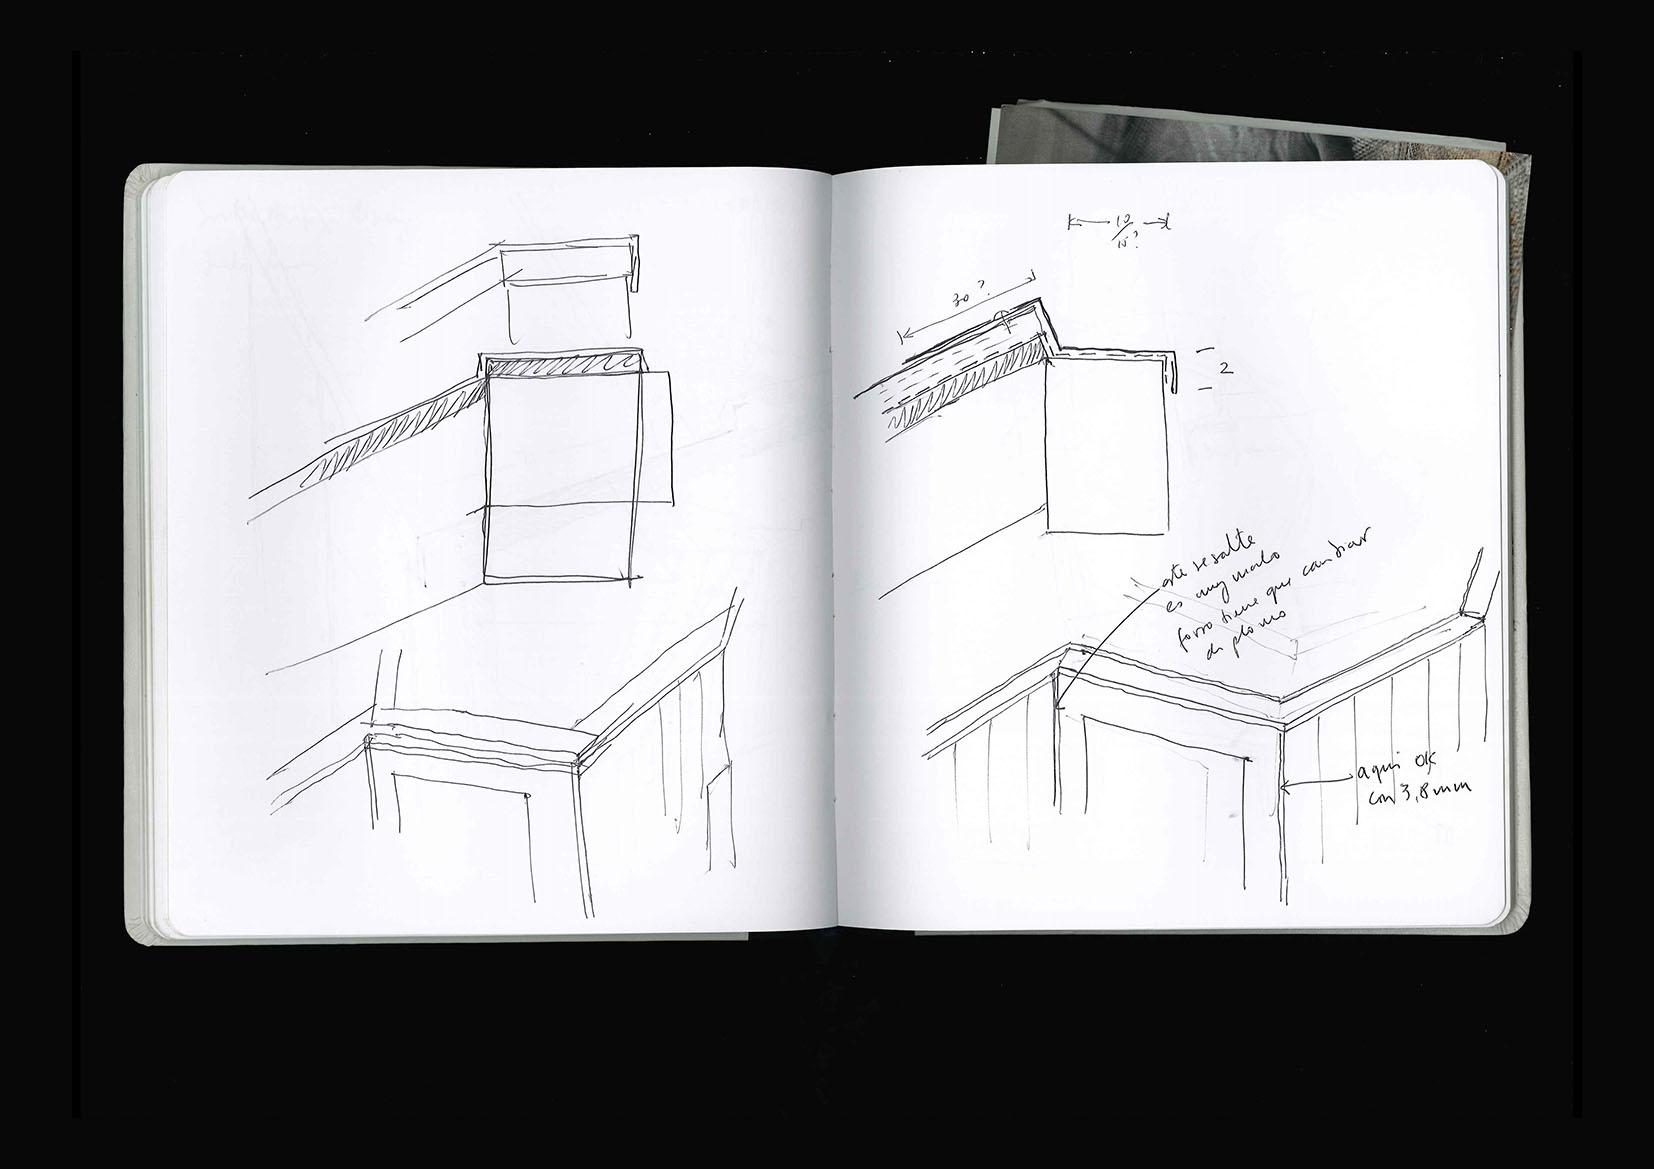 10
15?
30?
2
este resalte
es muy malo
forro tiene que cambiar
de plomo
aqui OK
con 3,8 mm